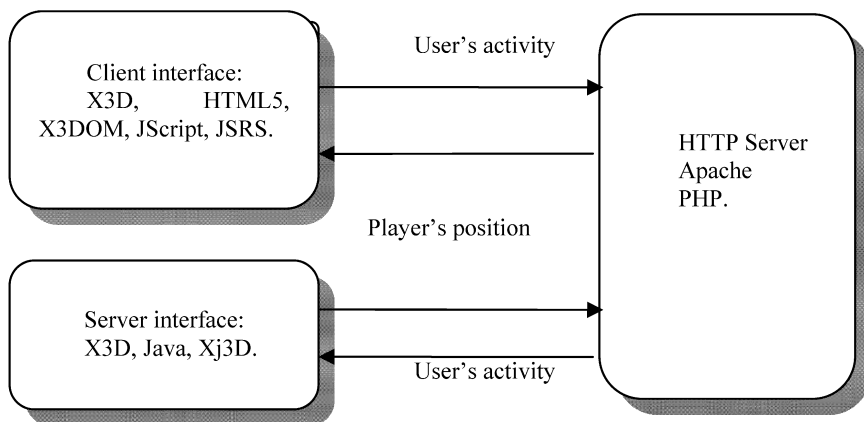 User's activity
Client interface:
X3D, HTML5,
X3DOM, JScript, JSRS.
HTTP Server
Apache
PHP.
Player's position
Server interface:
X3D, Java, Xj3D.
User's activity